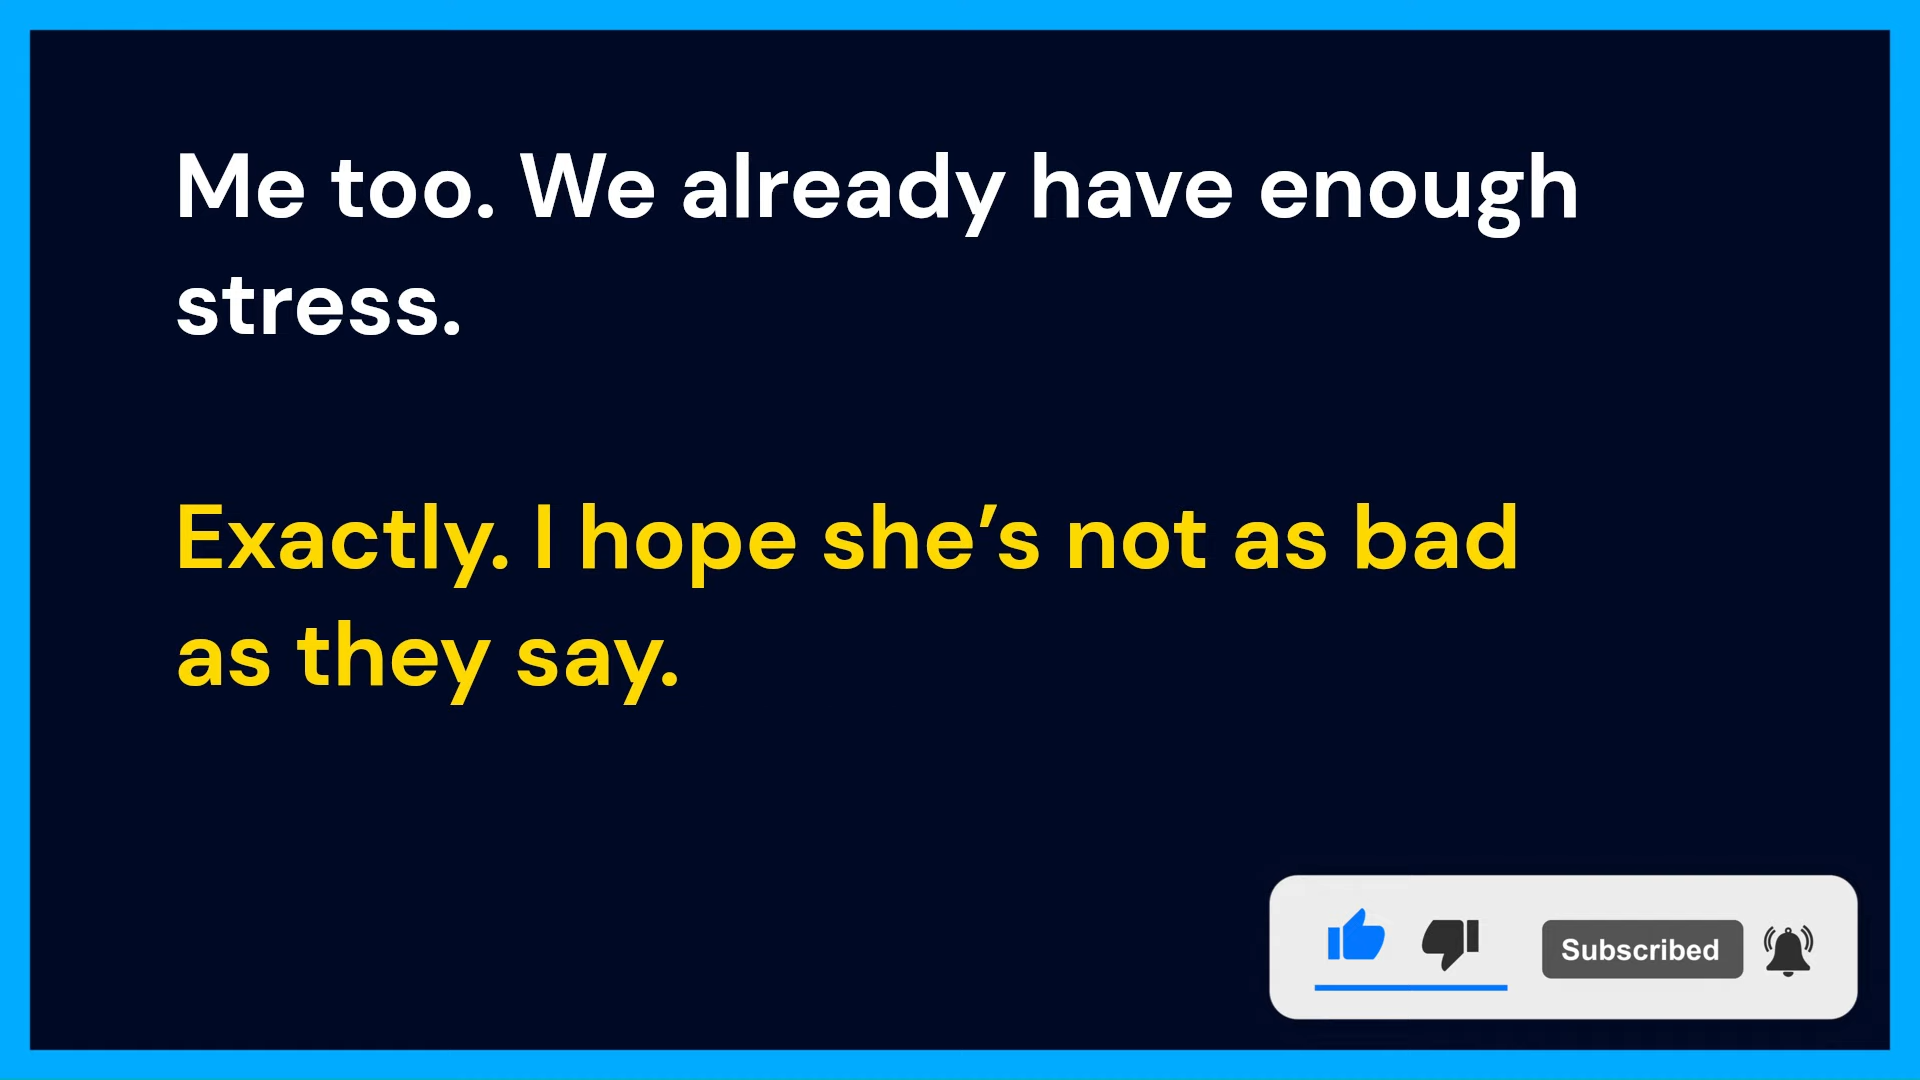 Me too. We already have enough
stress.
Exactly. I hope she’s not as bad
as they say.
Subscribed